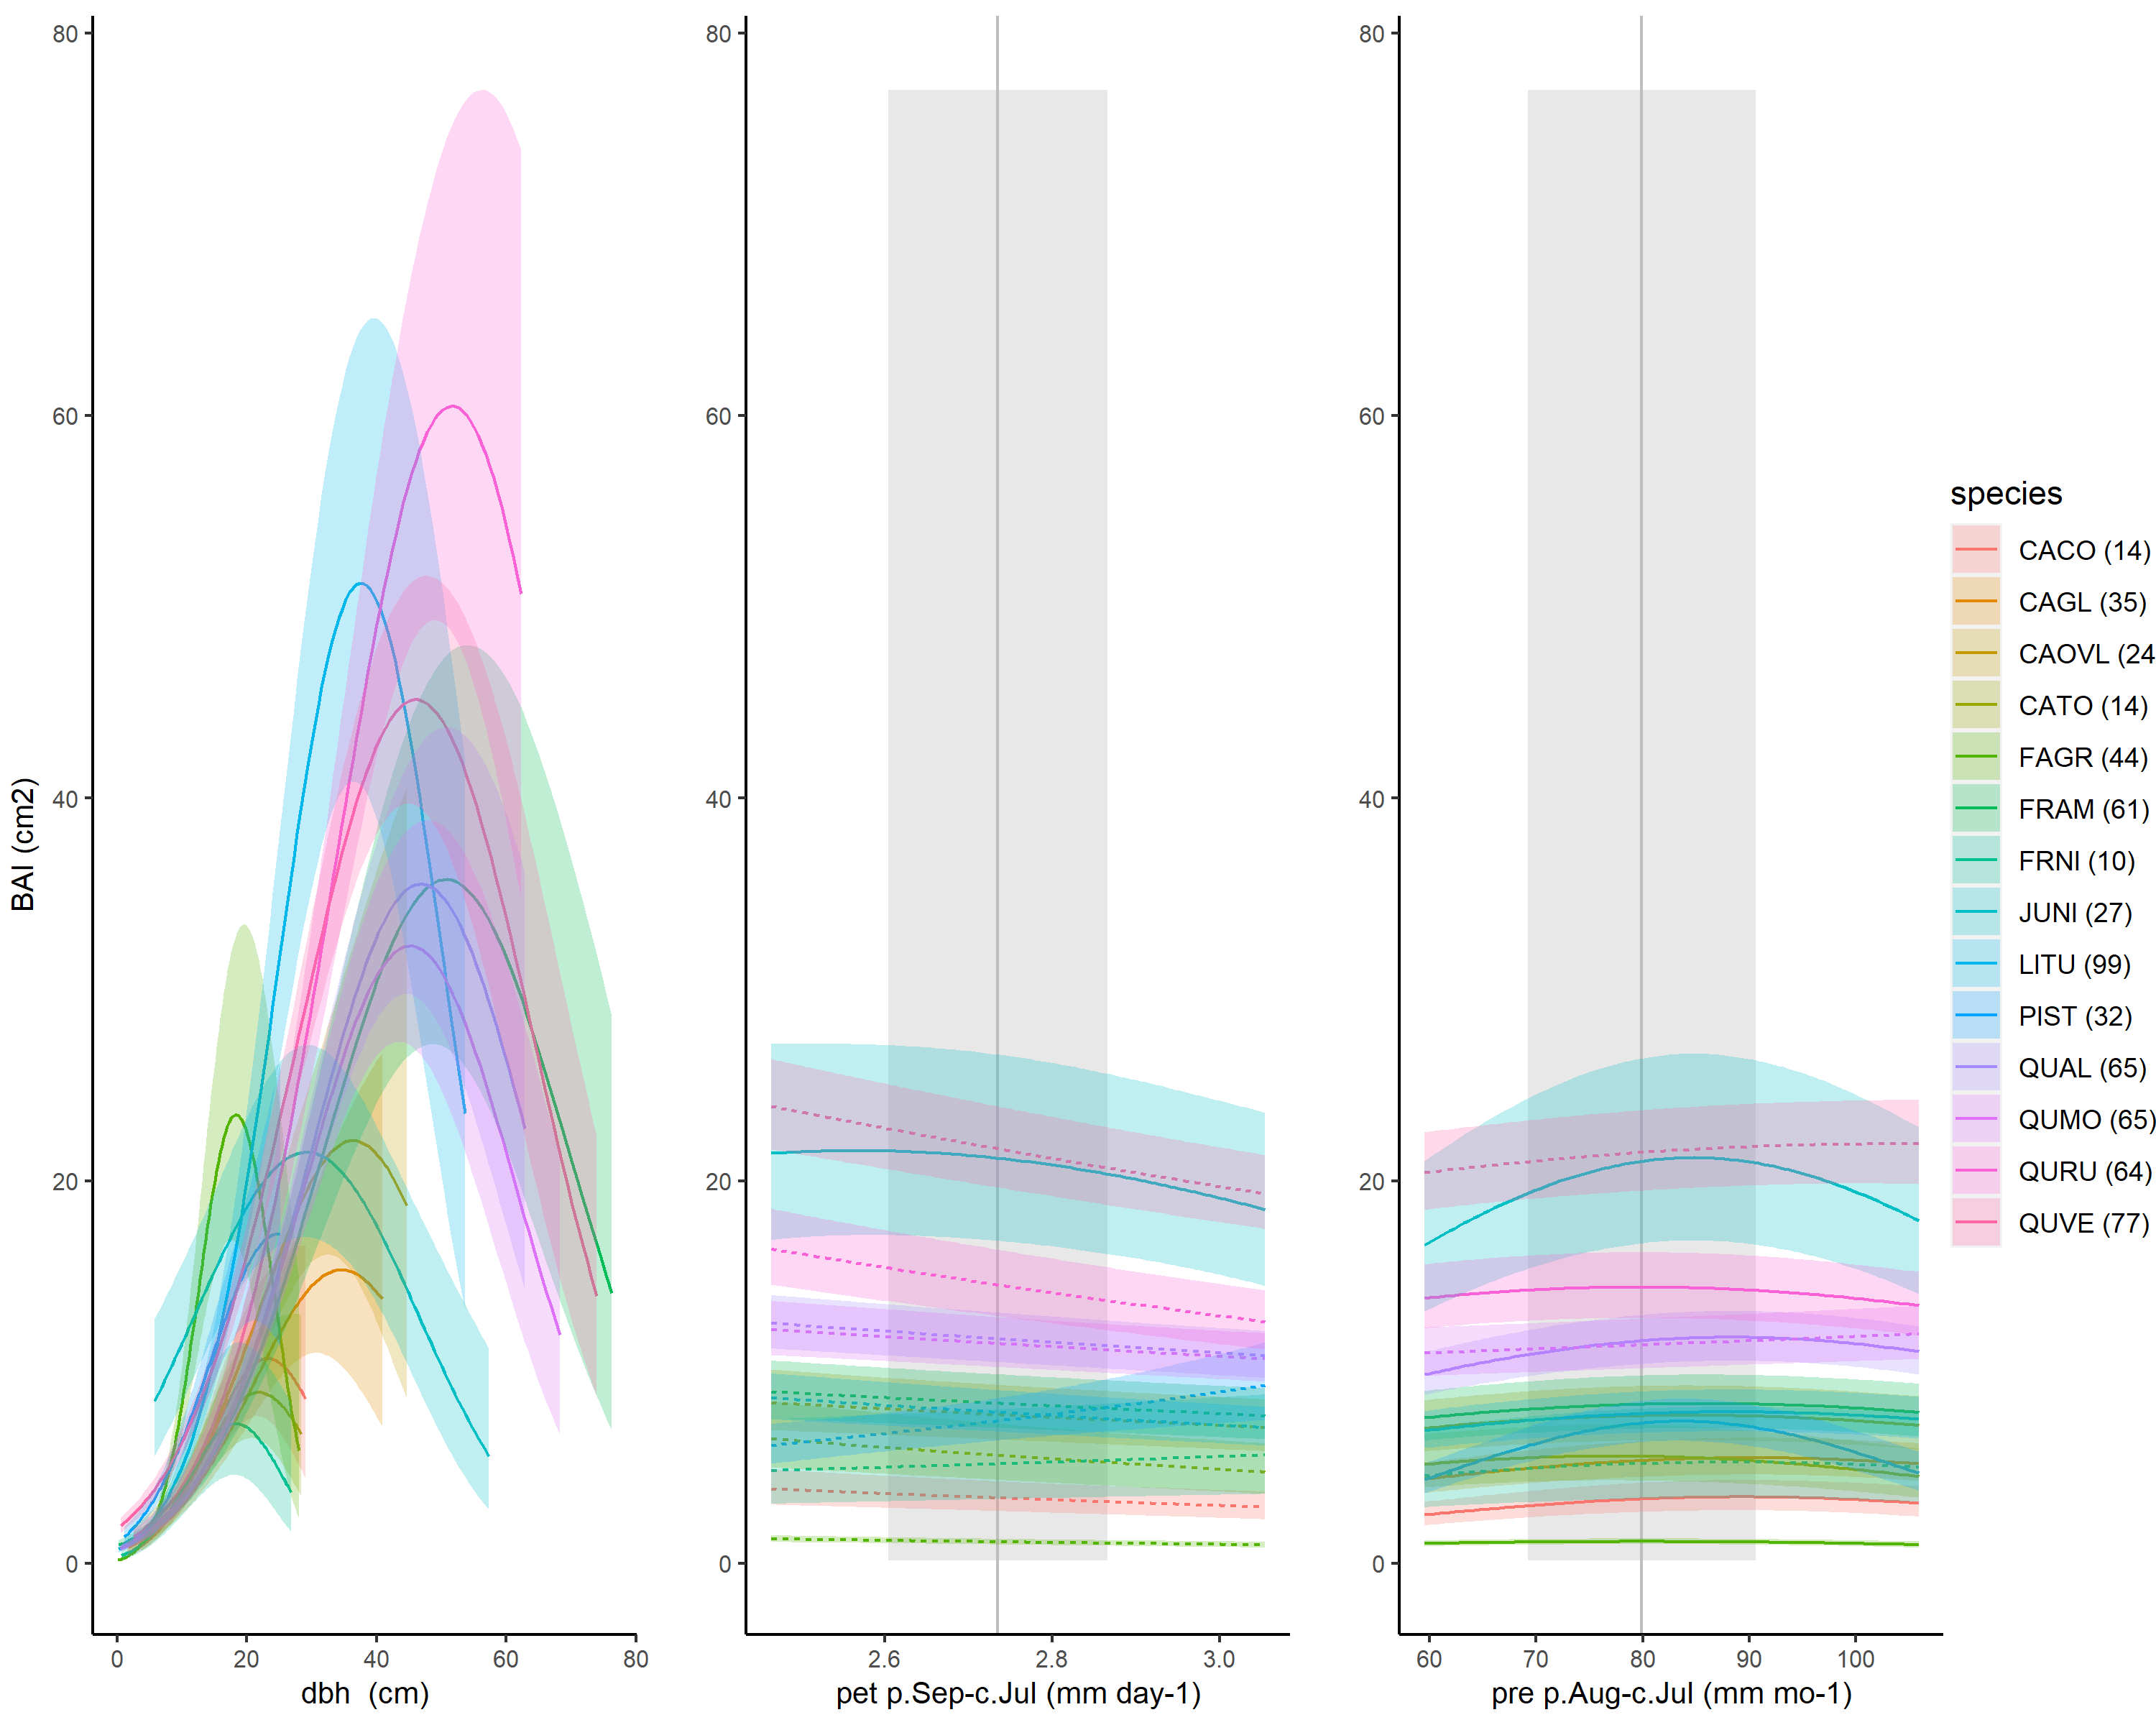 BAI (cm2)
80
60
40
20
0
0 20 40 60 80
dbh (cm)
80
60
40
20
0
2.6 2.8 3.0
pet p.Sep-c.Jul (mm day-1)
80
60
40
20
0
60 70 80 90 100
pre p.Aug-c.Jul (mm mo-1)
species
CACO (14)
CAGL (35)
CAOVL (24
CATO (14)
FAGR (44)
FRAM (61)
FRNI (10)
JUNI (27)
LITU (99)
PIST (32)
QUAL (65)
QUMO (65)
QURU (64)
QUVE (77)